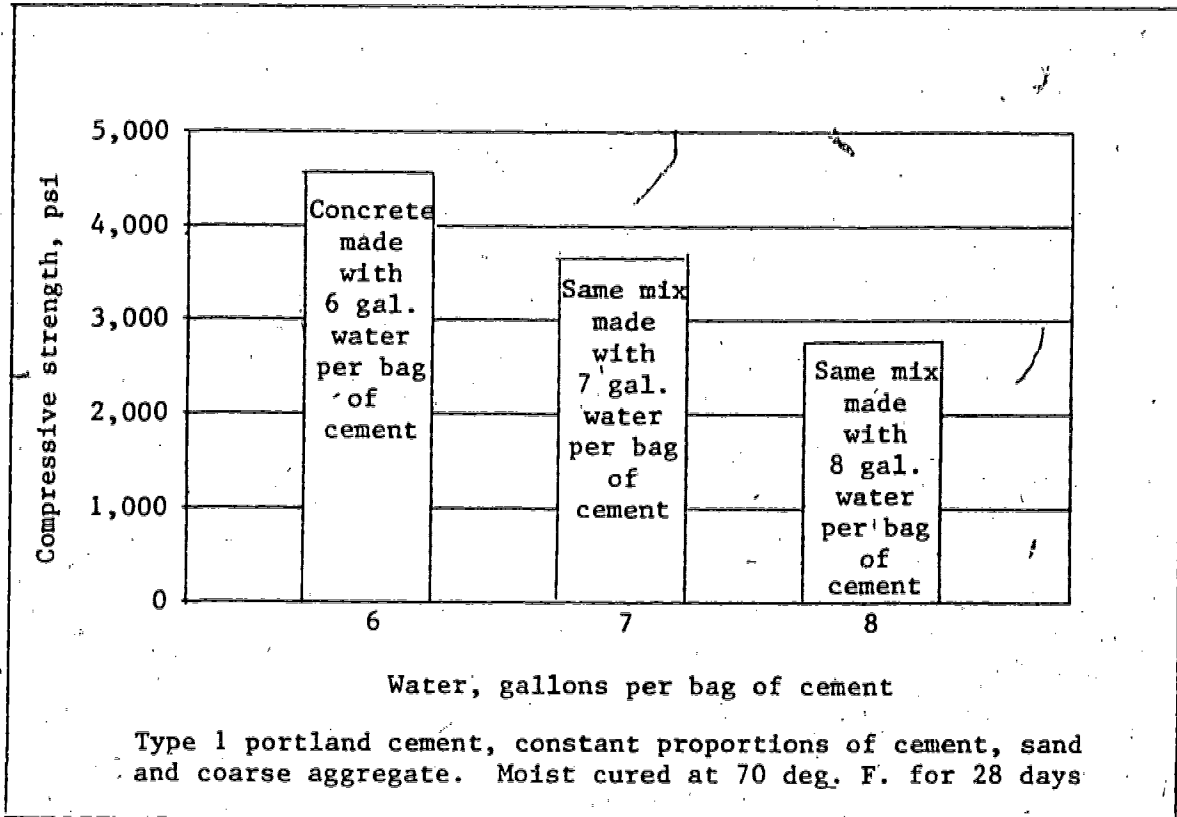 Compressive strength, psi
5,000
4,000
3,000
2,000
1,000
0
Concrete
made
with
6 gal.
water
per bag
of
cement
Same mix
made
with
7 gal.
water
per bag
of
cement
Same mix
made
with
8 gal.
water
per bag
of
cement
6
7
8
Water, gallons per bag of cement
Type 1 portland cement, constant proportions of cement, sand
and coarse aggregate. Moist cured at 70 deg. F. for 28 days